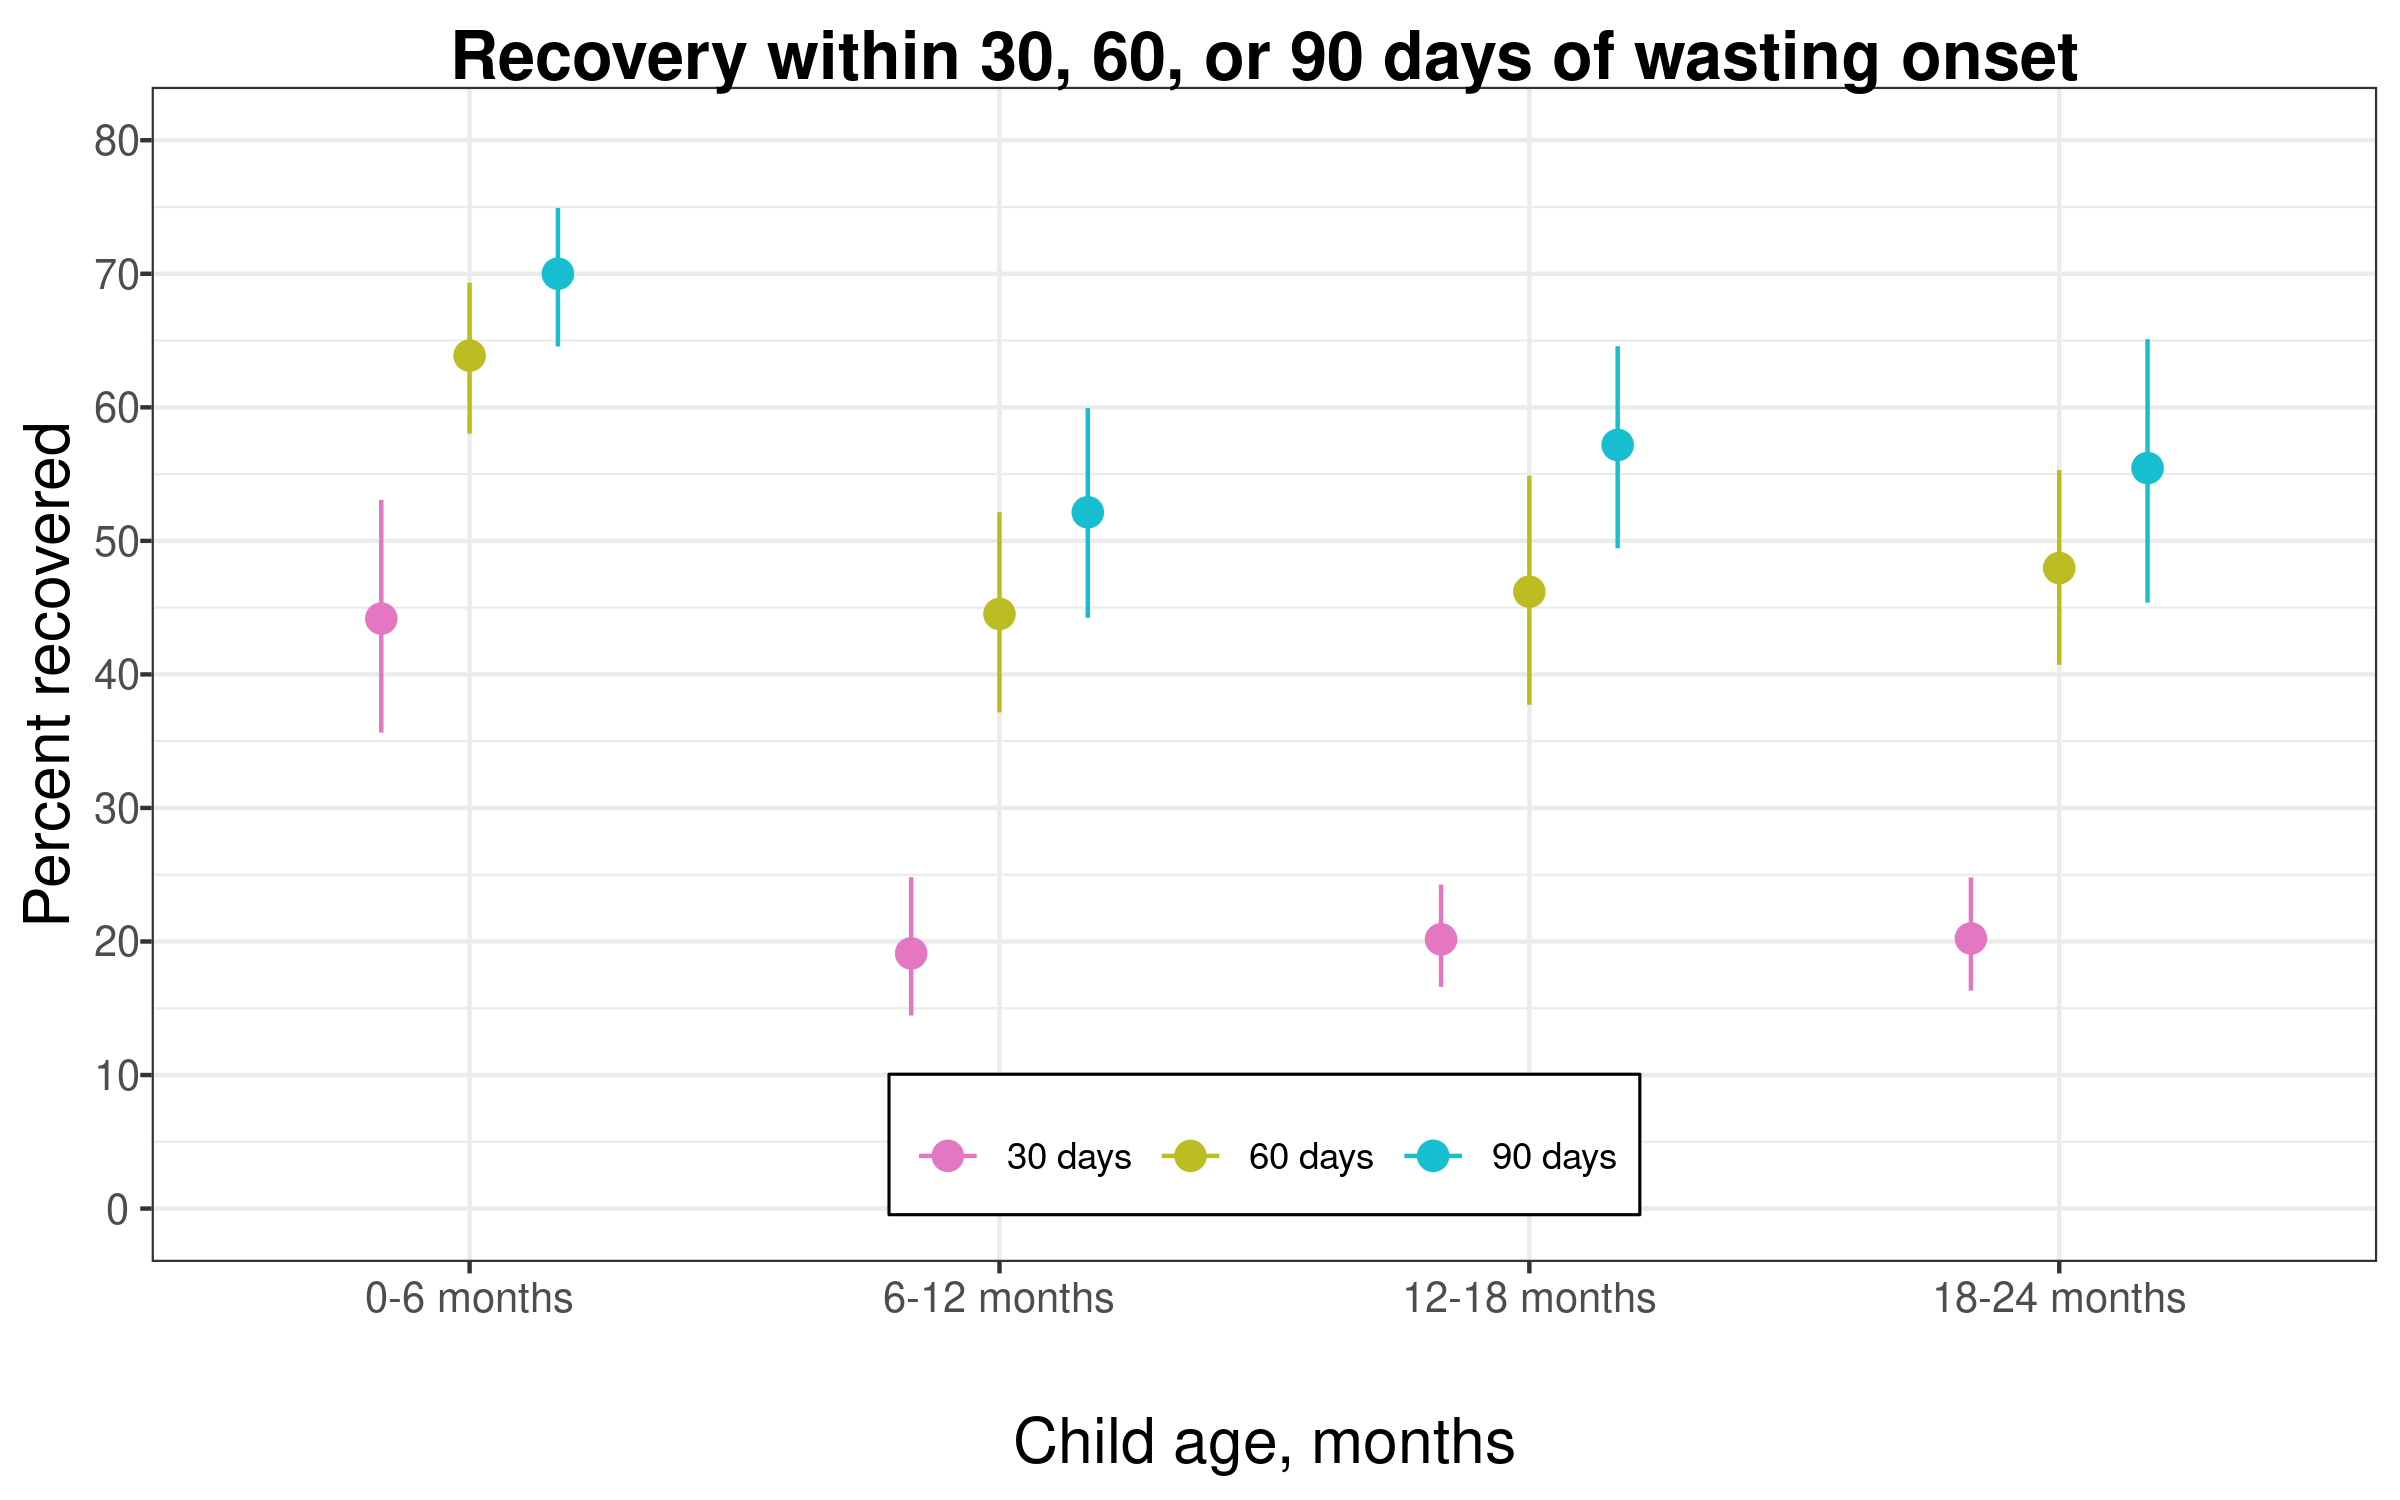 Recovery within 30, 60, or 90 days of wasting onset
Percent recovered
80
70
60
50
40
30
20
10
0
30 days 60 days 90 days
0-6 months 6-12 months 12-18 months 18-24 months
Child age, months